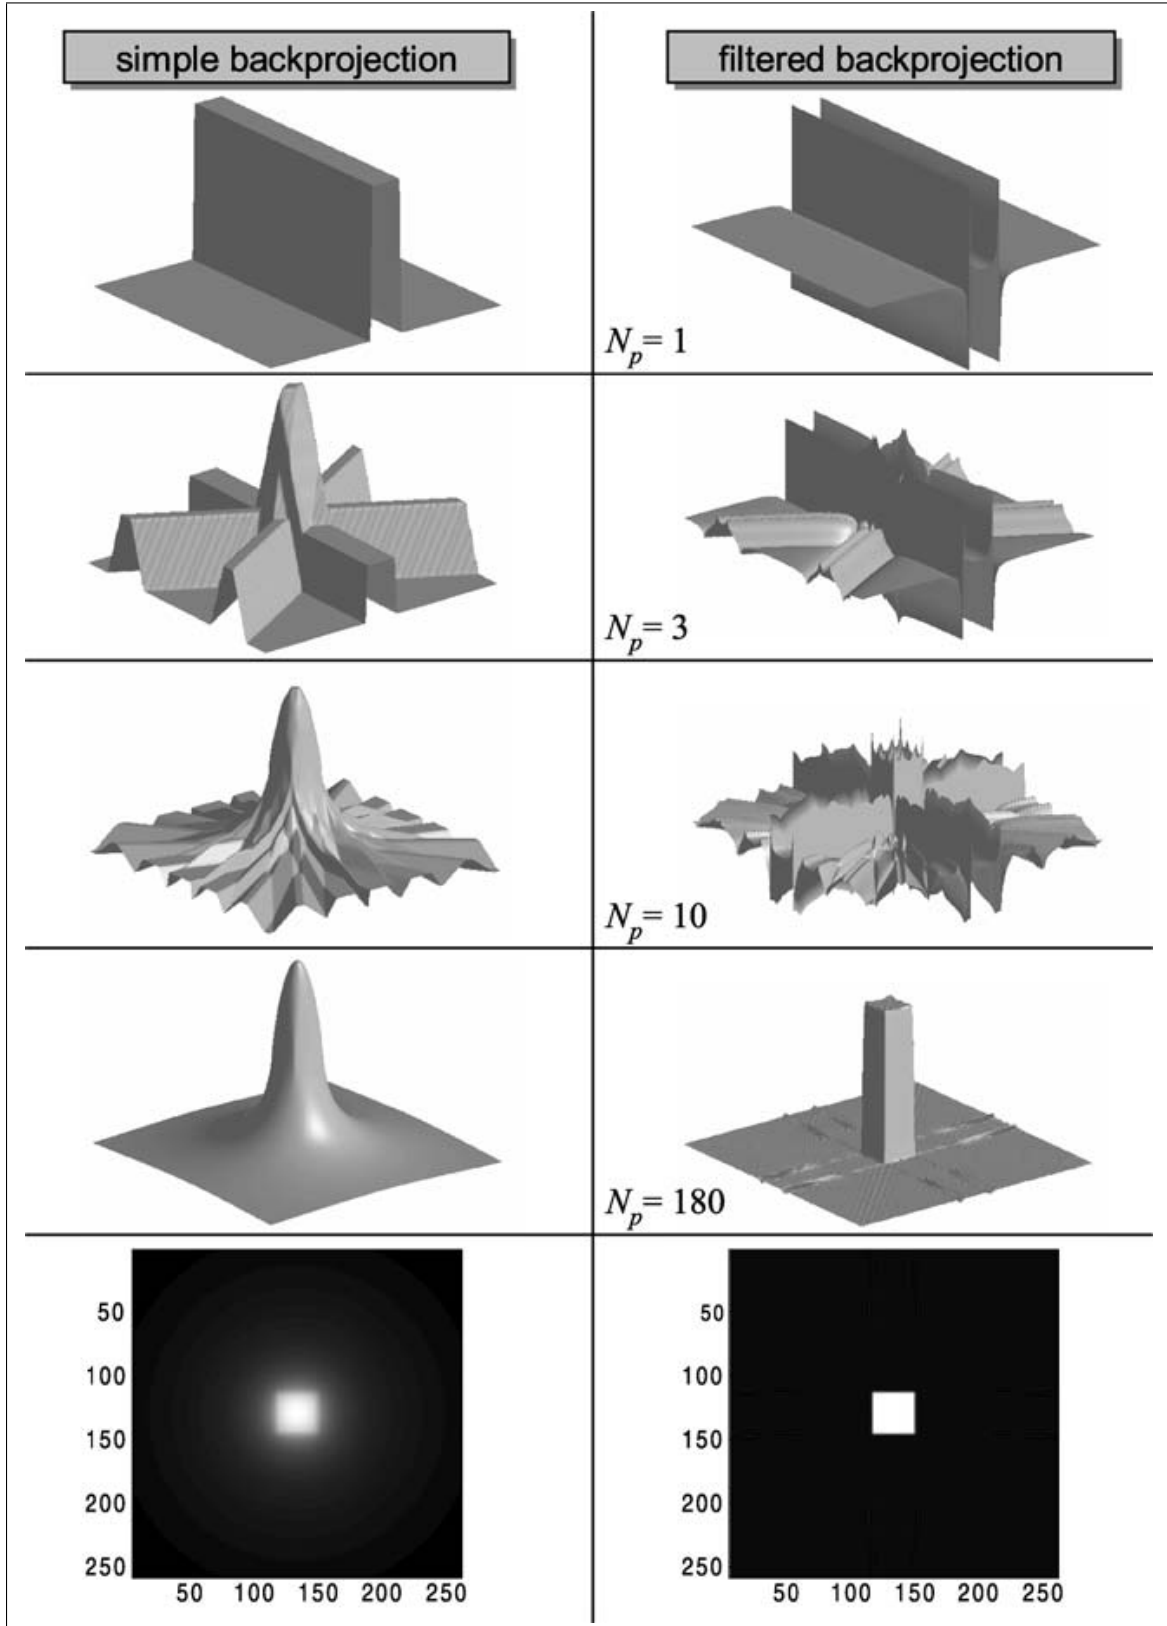 simple backprojection
filtered backprojection
N_p = 1
N_p = 3
N_p = 10
N_p = 180
50
100
150
200
250
50 100 150 200 250
50
100
150
200
250
50 100 150 200 250